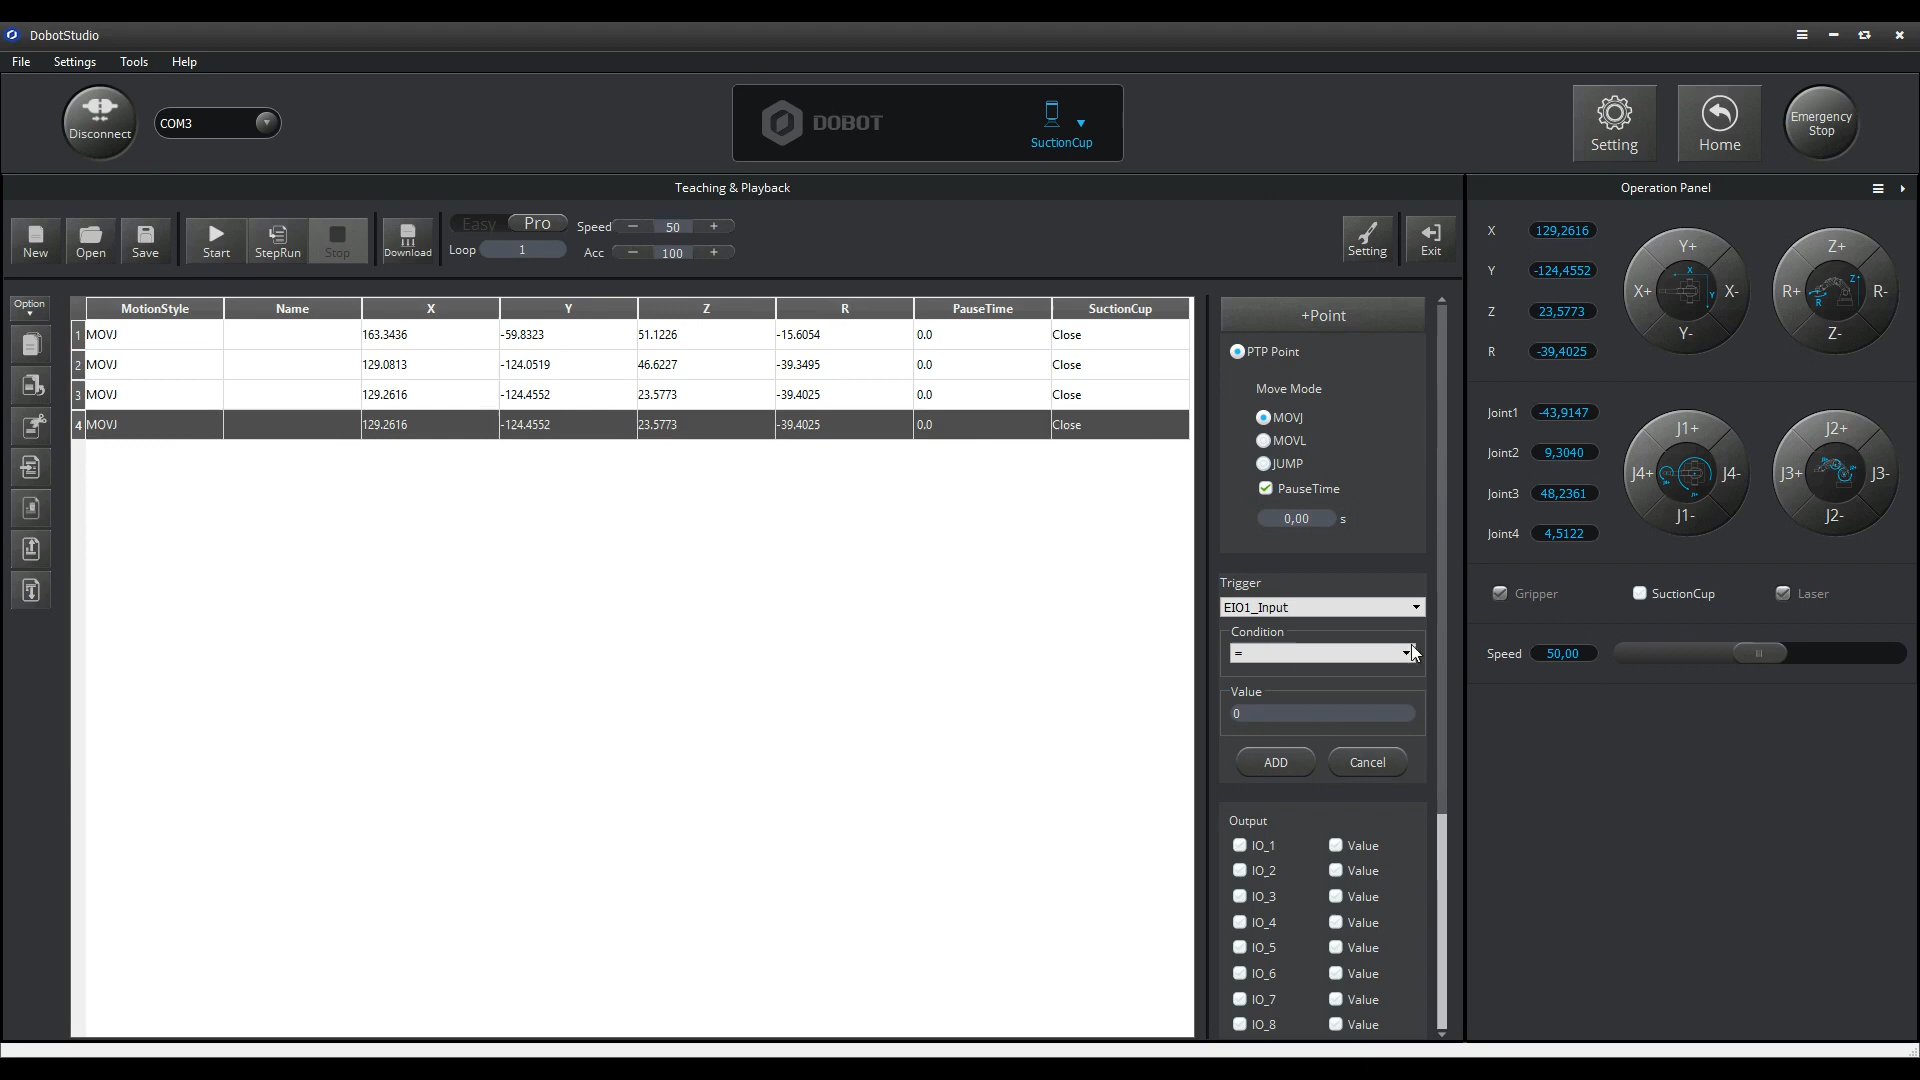 DobotStudio
File Settings Tools Help
Disconnect
COM3
DOBOT
SuctionCup
Setting
Home
Emergency
Stop
Teaching & Playback
New
Open
Save
Start
StepRun
Stop
Download
Easy Pro
Loop 1
Speed − 50 +
Acc − 100 +
Setting
Exit
Option
MotionStyle Name X Y Z R PauseTime SuctionCup
1 MOVJ 163.3436 -59.8323 51.1226 -15.6054 0.0 Close
2 MOVJ 129.0813 -124.0519 46.6227 -39.3495 0.0 Close
3 MOVJ 129.2616 -124.4552 23.5773 -39.4025 0.0 Close
4 MOVJ 129.2616 -124.4552 23.5773 -39.4025 0.0 Close
+Point
PTP Point
Move Mode
MOVJ
MOVL
JUMP
PauseTime
0,00 s
Trigger
EIO1_Input
Condition
=
Value
0
ADD Cancel
Output
IO_1 Value
IO_2 Value
IO_3 Value
IO_4 Value
IO_5 Value
IO_6 Value
IO_7 Value
IO_8 Value
Operation Panel
X 129,2616
Y -124,4552
Z 23,5773
R -39,4025
Y+
X+ X-
Y-
X
Y
Z+
R+ R-
Z-
Z+
R
Joint1 -43,9147
Joint2 9,3040
Joint3 48,2361
Joint4 4,5122
J1+
J4+ J4-
J1-
J2+
J3+ J3-
J2-
Gripper SuctionCup Laser
Speed 50,00